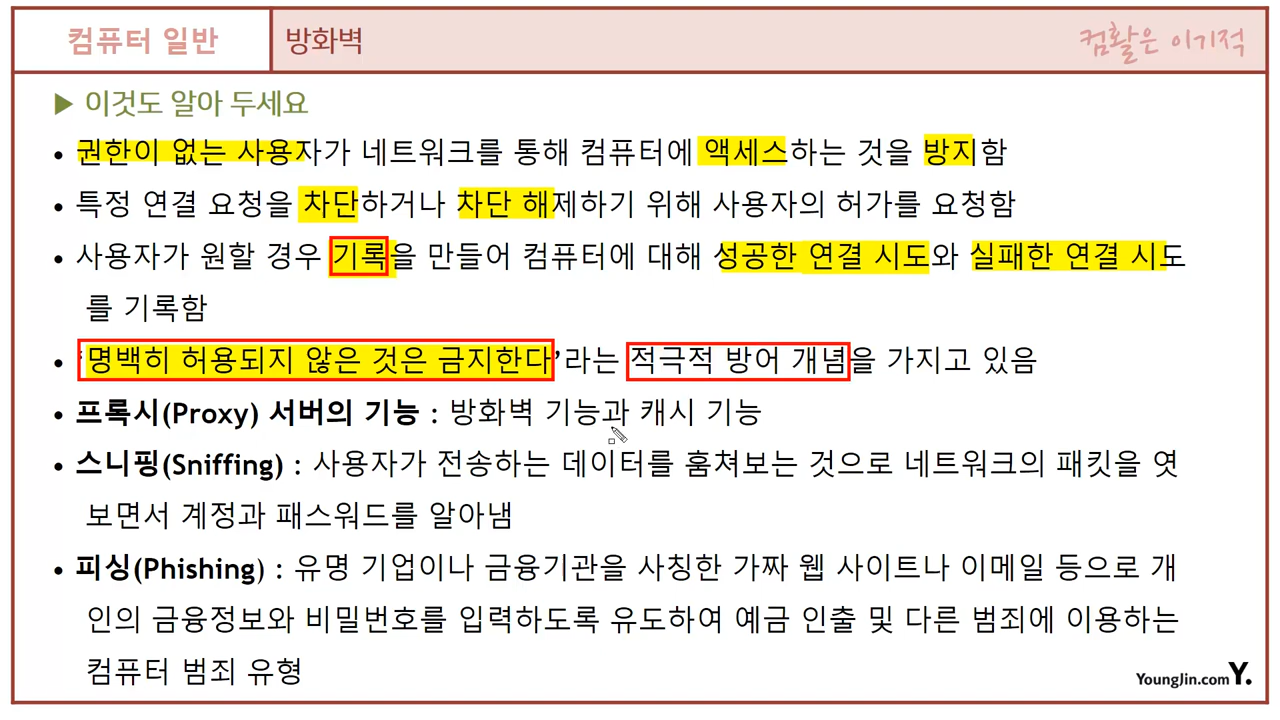 컴퓨터 일반
방화벽
컴활은 이기적
▶ 이것도 알아 두세요
• 권한이 없는 사용자가 네트워크를 통해 컴퓨터에 액세스하는 것을 방지함
• 특정 연결 요청을 차단하거나 차단 해제하기 위해 사용자의 허가를 요청함
• 사용자가 원할 경우 기록을 만들어 컴퓨터에 대해 성공한 연결 시도와 실패한 연결 시도
를 기록함
• ‘명백히 허용되지 않은 것은 금지한다’라는 적극적 방어 개념을 가지고 있음
• 프록시(Proxy) 서버의 기능 : 방화벽 기능과 캐시 기능
• 스니핑(Sniffing) : 사용자가 전송하는 데이터를 훔쳐보는 것으로 네트워크의 패킷을 엿
보면서 계정과 패스워드를 알아냄
• 피싱(Phishing) : 유명 기업이나 금융기관을 사칭한 가짜 웹 사이트나 이메일 등으로 개
인의 금융정보와 비밀번호를 입력하도록 유도하여 예금 인출 및 다른 범죄에 이용하는
컴퓨터 범죄 유형
YoungJin.com Y.